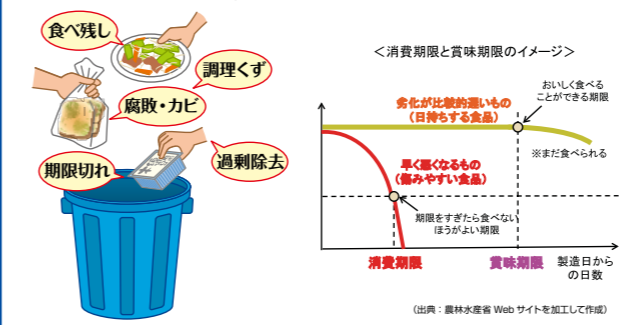 食べ残し
調理くず
腐敗・カビ
過剰除去
期限切れ
＜消費期限と賞味期限のイメージ＞
おいしく食べる
ことができる期限
劣化が比較的遅いもの
（日持ちする食品）
※まだ食べられる
早く悪くなるもの
（傷みやすい食品）
期限をすぎたら食べない
ほうがよい期限
消費期限
賞味期限
製造日から
の日数
（出典：農林水産省 Web サイトを加工して作成）